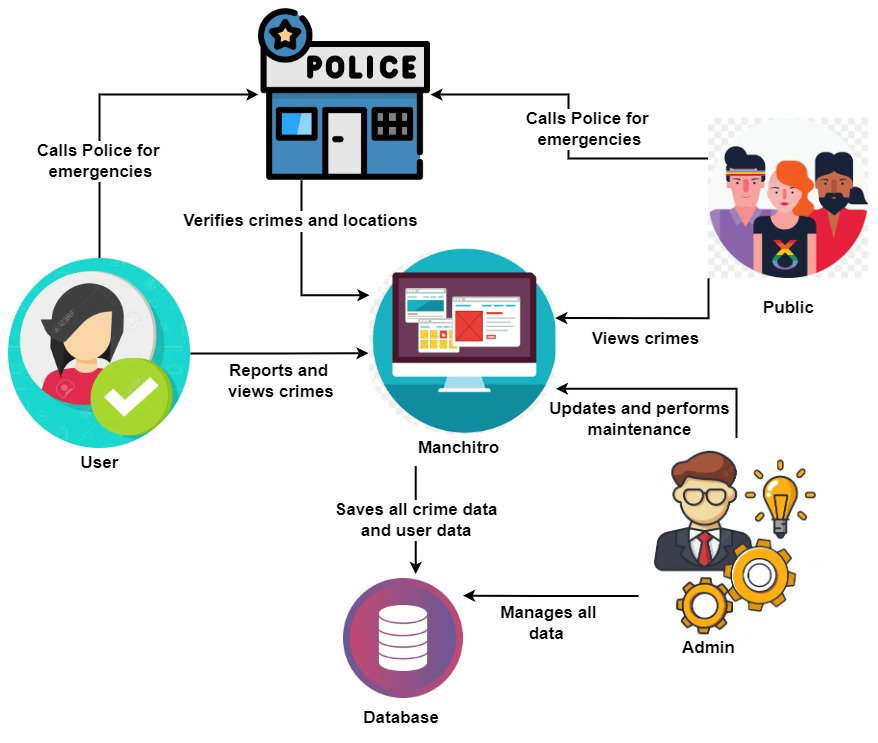 POLICE
Calls Police for
emergencies
Calls Police for
emergencies
Verifies crimes and locations
Public
Views crimes
Reports and
views crimes
Updates and performs
maintenance
Manchitro
User
Saves all crime data
and user data
Manages all
data
Admin
Database